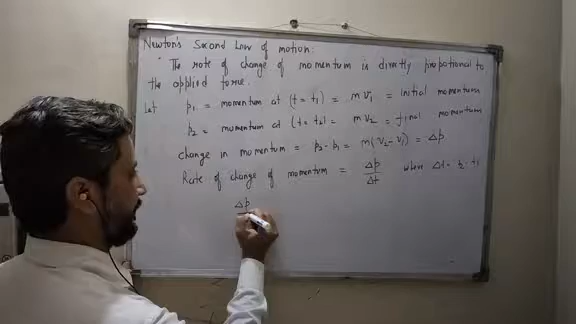 Newton's Second Law of motion:
" The rate of change of momentum is directly propotional to
the applied force.
Let p₁ = momentum at (t = t₁) = mv₁ = initial momentum
p₂ = momentum at (t = t₂) = mv₂ = final momentum
change in momentum = p₂ - p₁ = m(v₂ - v₁) = Δp
Rate of change of momentum = Δp/Δt where Δt = t₂ - t₁
Δp